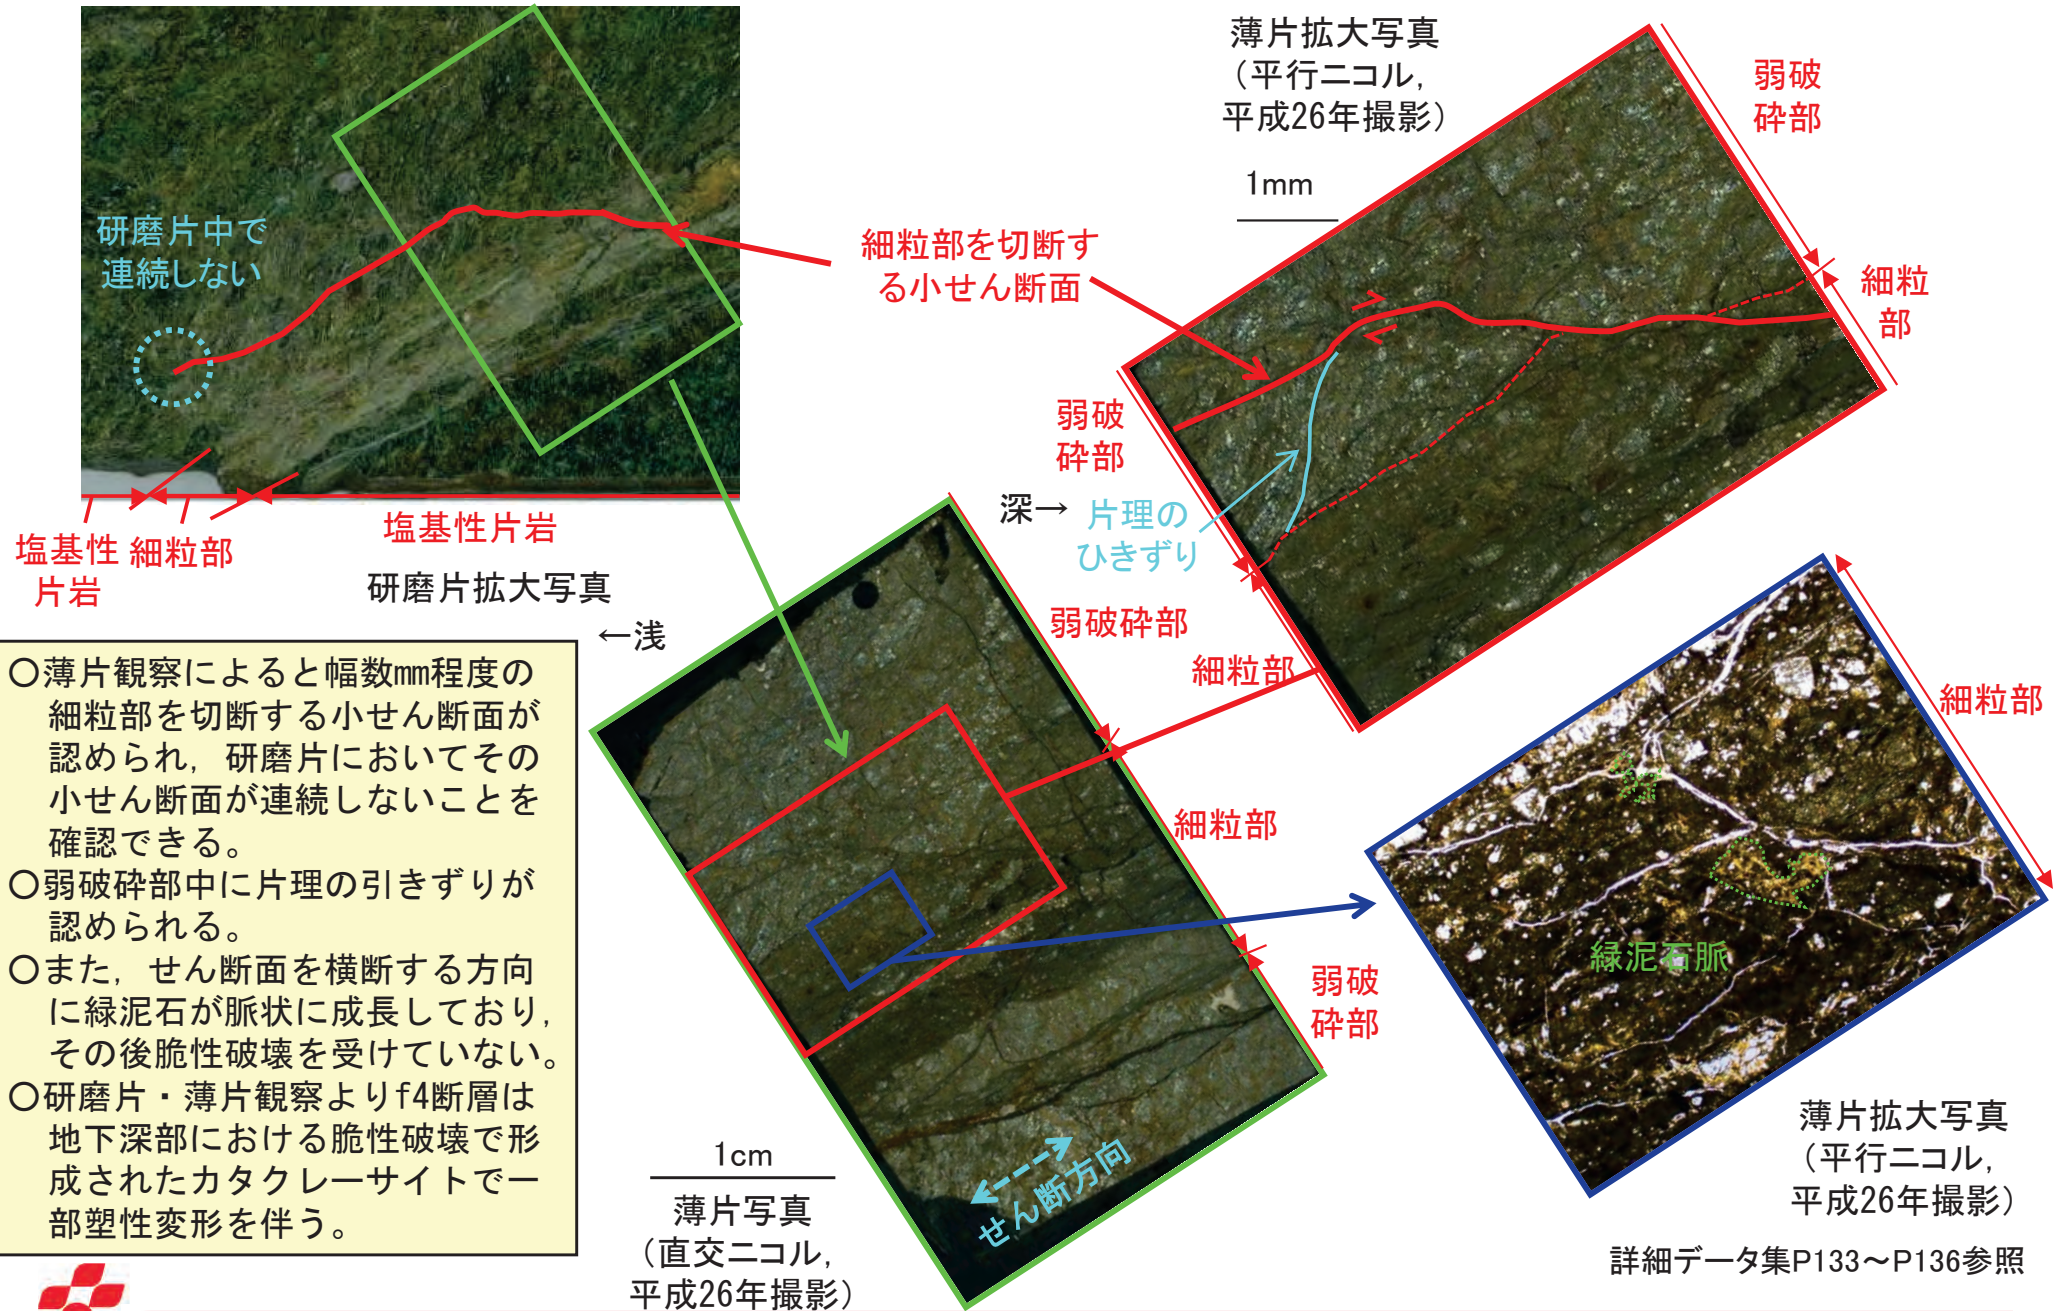 研磨片中で
連続しない
塩基性
片岩
細粒部
塩基性片岩
研磨片拡大写真
細粒部を切断す
る小せん断面
薄片拡大写真
(平行ニコル,
平成26年撮影)
1mm
弱破
砕部
細粒
部
弱破
砕部
深→
片理の
ひきずり
←浅
弱破砕部
細粒部
細粒部
弱破
砕部
せん断方向
1cm
薄片写真
(直交ニコル,
平成26年撮影)
細粒部
緑泥石脈
薄片拡大写真
(平行ニコル,
平成26年撮影)
詳細データ集P133~P136参照
○薄片観察によると幅数mm程度の
細粒部を切断する小せん断面が
認められ, 研磨片においてその
小せん断面が連続しないことを
確認できる。
○弱破砕部中に片理の引きずりが
認められる。
○また, せん断面を横断する方向
に緑泥石が脈状に成長しており,
その後脆性破壊を受けていない。
○研磨片・薄片観察よりf4断層は
地下深部における脆性破壊で形
成されたカタクレーサイトで一
部塑性変形を伴う。